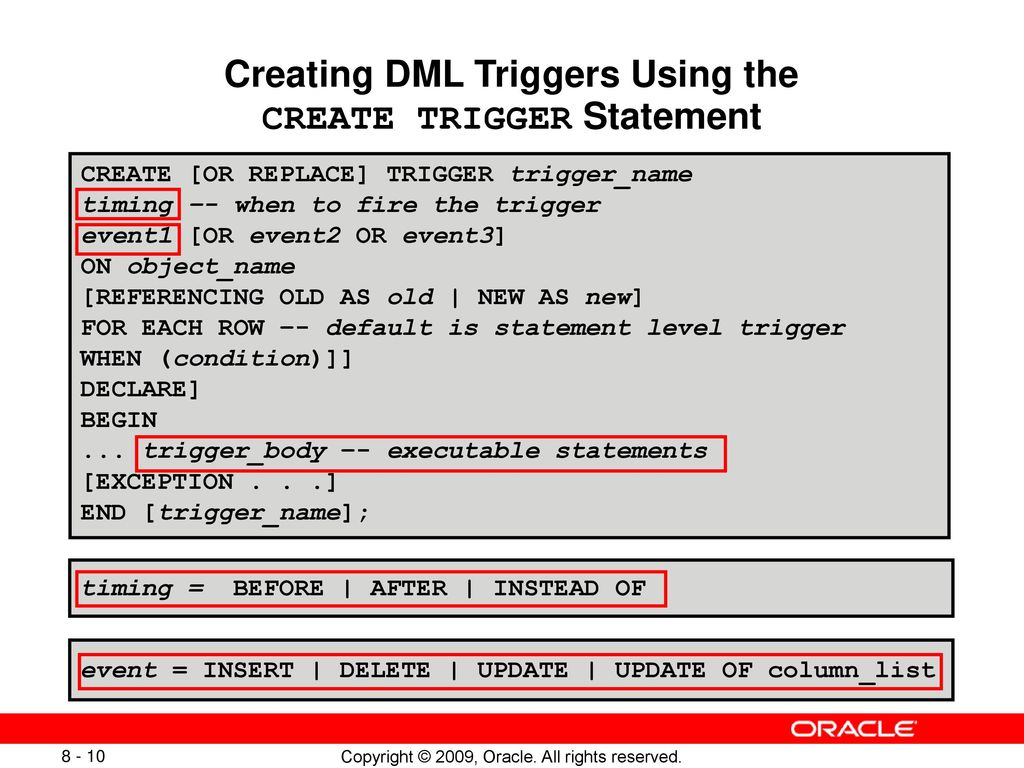 Creating DML Triggers Using the
CREATE TRIGGER Statement
CREATE [OR REPLACE] TRIGGER trigger_name
timing –- when to fire the trigger
event1 [OR event2 OR event3]
ON object_name
[REFERENCING OLD AS old | NEW AS new]
FOR EACH ROW –- default is statement level trigger
WHEN (condition)]]
DECLARE]
BEGIN
... trigger_body –- executable statements
[EXCEPTION . . .]
END [trigger_name];
timing = BEFORE | AFTER | INSTEAD OF
event = INSERT | DELETE | UPDATE | UPDATE OF column_list
ORACLE
8 - 10
Copyright © 2009, Oracle. All rights reserved.